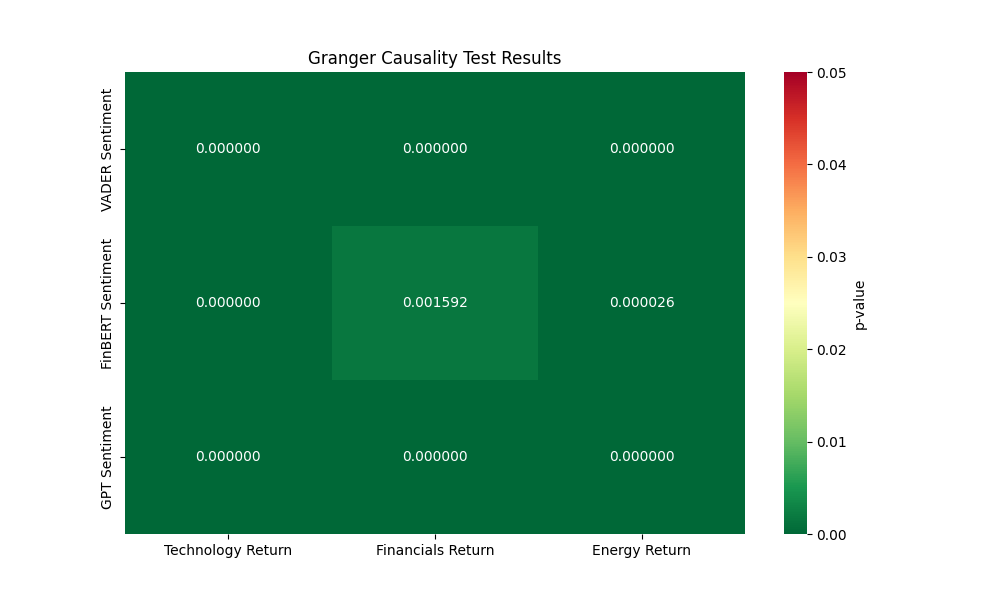 Granger Causality Test Results
VADER Sentiment
0.000000 0.000000 0.000000
FinBERT Sentiment
0.000000 0.001592 0.000026
GPT Sentiment
0.000000 0.000000 0.000000
Technology Return Financials Return Energy Return
0.05
0.04
0.03
0.02
0.01
0.00
p-value